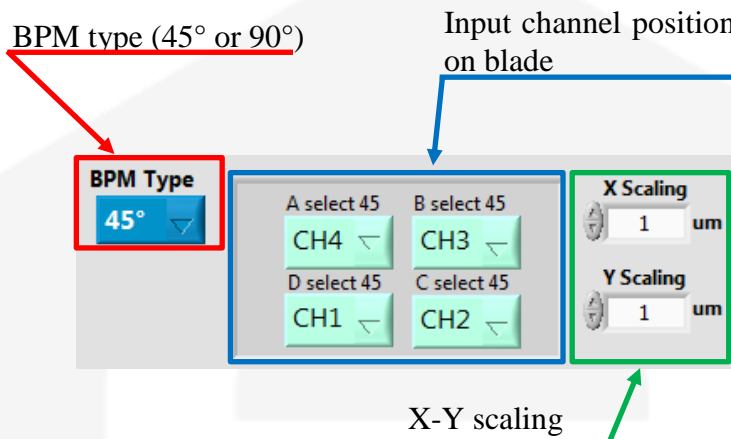 BPM type (45° or 90°)
Input channel position
on blade
BPM Type
45°
A select 45 B select 45
CH4 CH3
D select 45 C select 45
CH1 CH2
X Scaling
1 um
Y Scaling
1 um
X-Y scaling